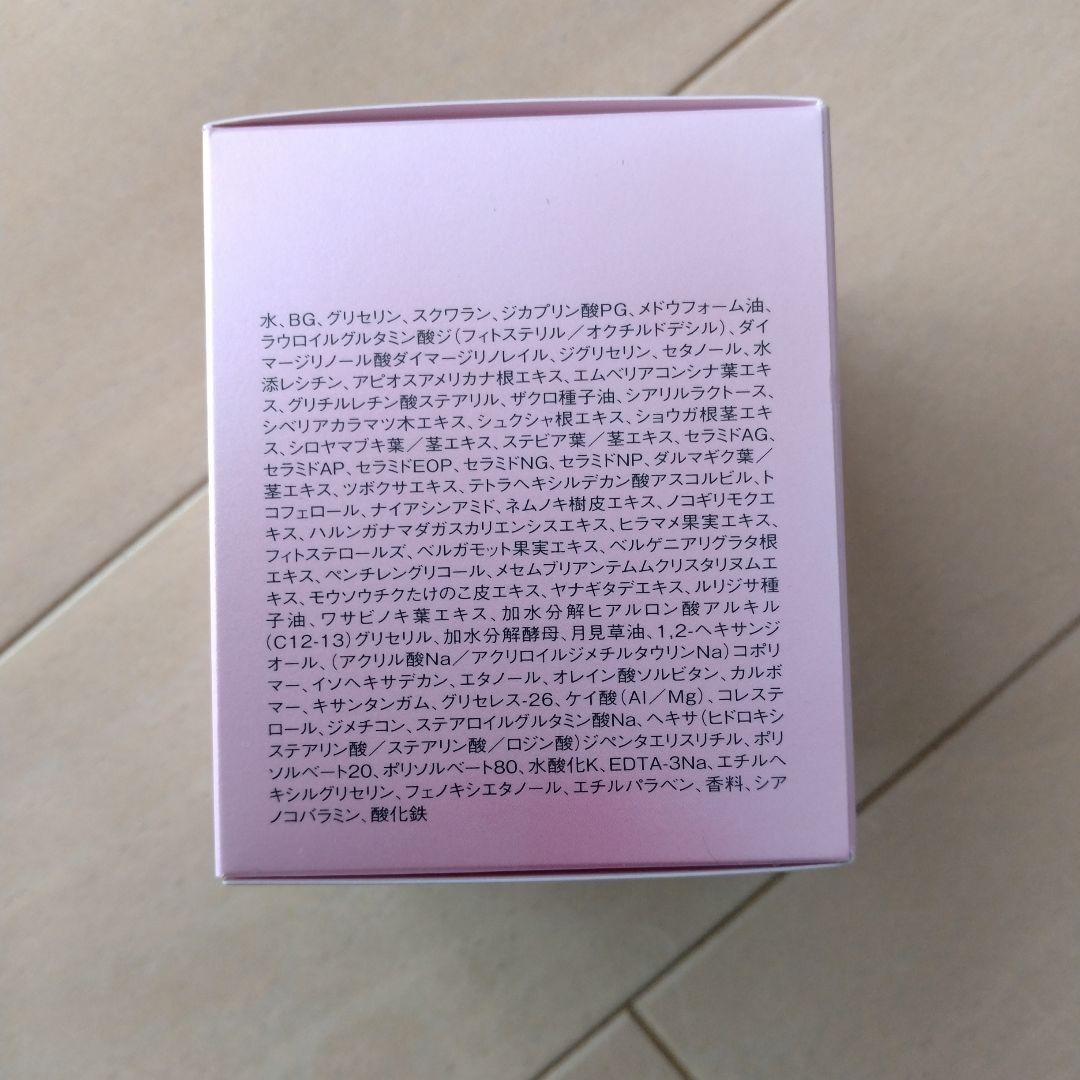 水、BG、グリセリン、スクワラン、ジカプリン酸PG、メドウフォーム油、
ラウロイルグルタミン酸ジ（フィトステリル／オクチルドデシル）、ダイ
マージリノール酸ダイマージリノレイル、ジグリセリン、セタノール、水
添レシチン、アピオスアメリカナ根エキス、エムベリアコンシナ葉エキ
ス、グリチルレチン酸ステアリル、ザクロ種子油、シアリルラクトース、
シベリアカラマツ木エキス、シュクシャ根エキス、ショウガ根茎エキ
ス、シロヤマブキ葉／茎エキス、ステビア葉／茎エキス、セラミドAG、
セラミドAP、セラミドEOP、セラミドNG、セラミドNP、ダルマギク葉／
茎エキス、ツボクサエキス、テトラヘキシルデカン酸アスコルビル、ト
コフェロール、ナイアシンアミド、ネムノキ樹皮エキス、ノコギリモクエ
キス、ハルンガナマダガスカリエンシスエキス、ヒラマメ果実エキス、
フィトステロールズ、ベルガモット果実エキス、ベルゲニアリグラタ根
エキス、ペンチレングリコール、メセムブリアンテムムクリスタリヌムエ
キス、モウソウチクたけのこ皮エキス、ヤナギタデエキス、ルリジサ種
子油、ワサビノキ葉エキス、加水分解ヒアルロン酸アルキル
（C12-13）グリセリル、加水分解酵母、月見草油、1,2-ヘキサンジ
オール、（アクリル酸Na／アクリロイルジメチルタウリンNa）コポリ
マー、イソヘキサデカン、エタノール、オレイン酸ソルビタン、カルボ
マー、キサンタンガム、グリセレス-26、ケイ酸（Al／Mg）、コレステ
ロール、ジメチコン、ステアロイルグルタミン酸Na、ヘキサ（ヒドロキシ
ステアリン酸／ステアリン酸／ロジン酸）ジペンタエリスリチル、ポリ
ソルベート20、ポリソルベート80、水酸化K、EDTA-3Na、エチルヘ
キシルグリセリン、フェノキシエタノール、エチルパラベン、香料、シア
ノコバラミン、酸化鉄